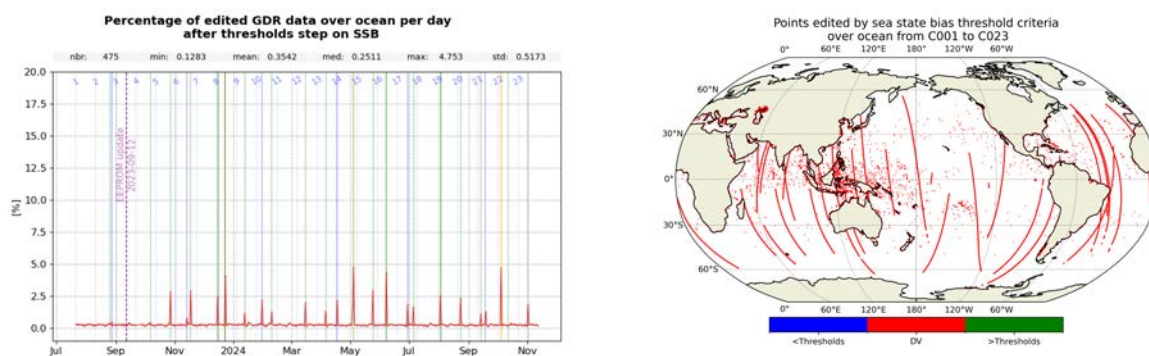 Percentage of edited GDR data over ocean per day
after thresholds step on SSB
nbr: 475 min: 0.1283 mean: 0.3542 med: 0.2511 max: 4.753 std: 0.5173
20.0
1 2 3 4 5 6 7 8 9 10 11 12 13 14 15 16 17 18 19 20 21 22 23
17.5
15.0
12.5
10.0
7.5
5.0
2.5
0.0
[%]
EEPROM update
2023-09-12
Jul Sep Nov 2024 Mar May Jul Sep Nov
Points edited by sea state bias threshold criteria
over ocean from C001 to C023
0° 60°E 120°E 180° 120°W 60°W
60°N
30°N
0°
30°S
60°S
0° 60°E 120°E 180° 120°W 60°W
<Thresholds DV >Thresholds